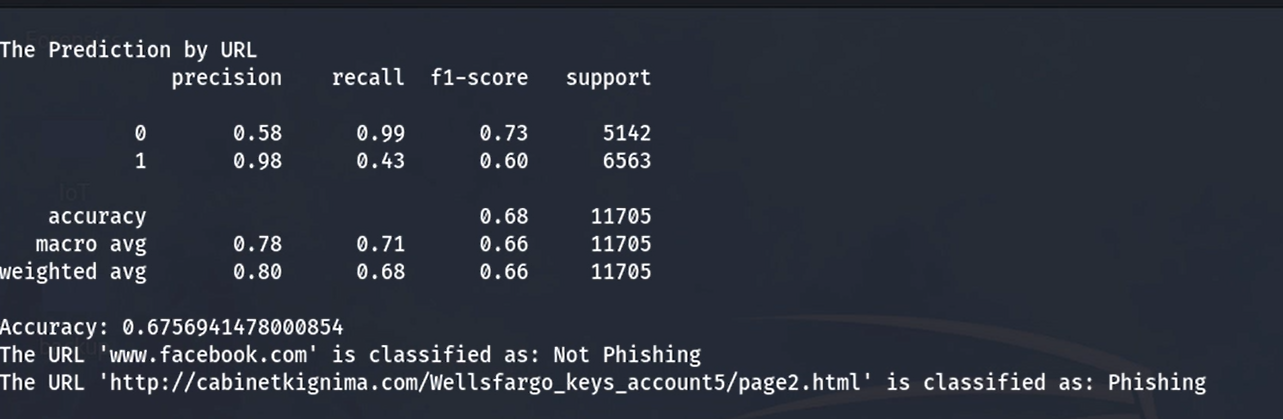 The Prediction by URL
precision recall f1-score support
0 0.58 0.99 0.73 5142
1 0.98 0.43 0.60 6563
accuracy 0.68 11705
macro avg 0.78 0.71 0.66 11705
weighted avg 0.80 0.68 0.66 11705
Accuracy: 0.6756941478000854
The URL 'www.facebook.com' is classified as: Not Phishing
The URL 'http://cabinetkignima.com/Wellsfargo_keys_account5/page2.html' is classified as: Phishing